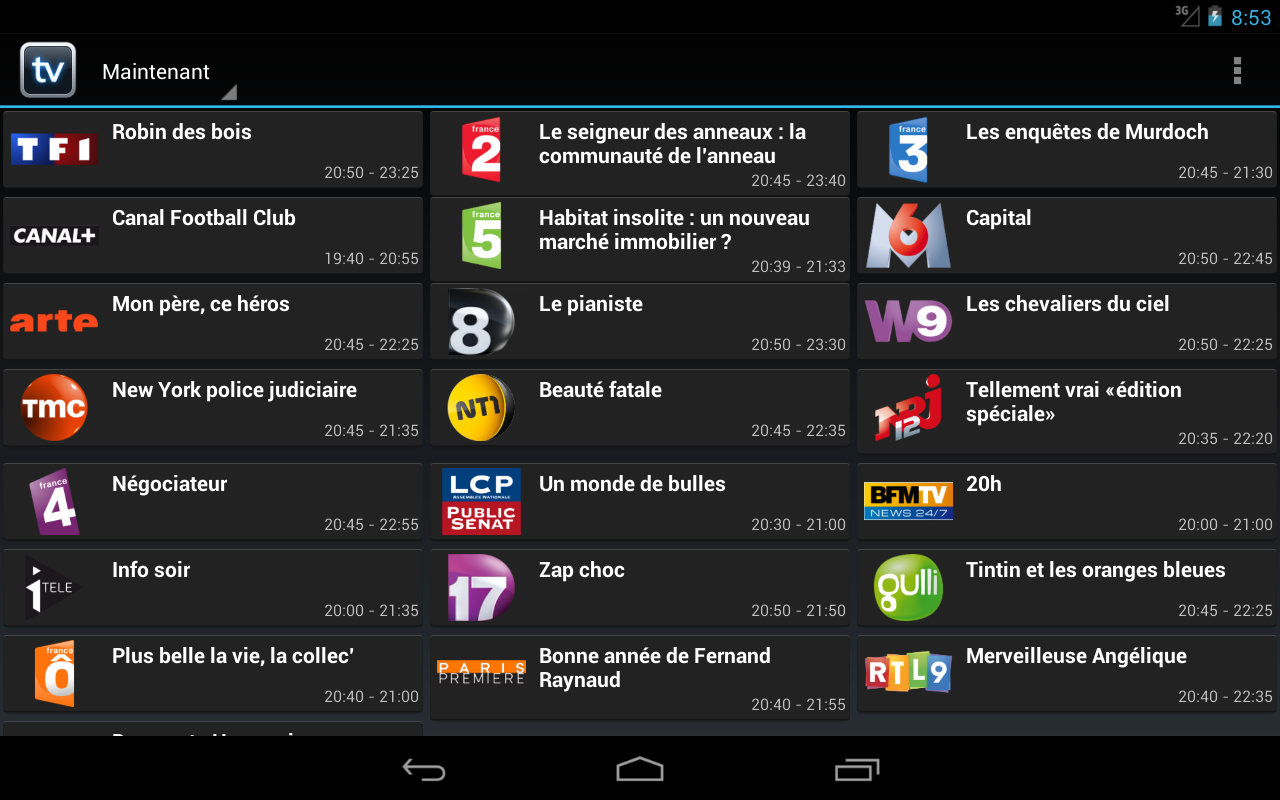 3G 8:53
tv Maintenant
TF1
Robin des bois
20:50 - 23:25
france
2
Le seigneur des anneaux : la
communauté de l'anneau
20:45 - 23:40
france
3
Les enquêtes de Murdoch
20:45 - 21:30
CANAL+
Canal Football Club
19:40 - 20:55
france
5
Habitat insolite : un nouveau
marché immobilier ?
20:39 - 21:33
M6
Capital
20:50 - 22:45
arte
Mon père, ce héros
20:45 - 22:25
8
Le pianiste
20:50 - 23:30
W9
Les chevaliers du ciel
20:50 - 22:25
TMC
New York police judiciaire
20:45 - 21:35
NT1
Beauté fatale
20:45 - 22:35
NRJ
12
Tellement vrai «édition
spéciale»
20:35 - 22:20
france
4
Négociateur
20:45 - 22:55
LCP
ASSEMBLÉE NATIONALE
PUBLIC
SÉNAT
Un monde de bulles
20:30 - 21:00
BFMTV
NEWS 24/7
20h
20:00 - 21:00
i TELE
Info soir
20:00 - 21:35
17
Zap choc
20:50 - 21:50
gulli
Tintin et les oranges bleues
20:45 - 22:25
france
Ô
Plus belle la vie, la collec'
20:40 - 21:00
PARIS
PREMIERE
Bonne année de Fernand
Raynaud
20:40 - 21:55
RTL9
Merveilleuse Angélique
20:40 - 22:35